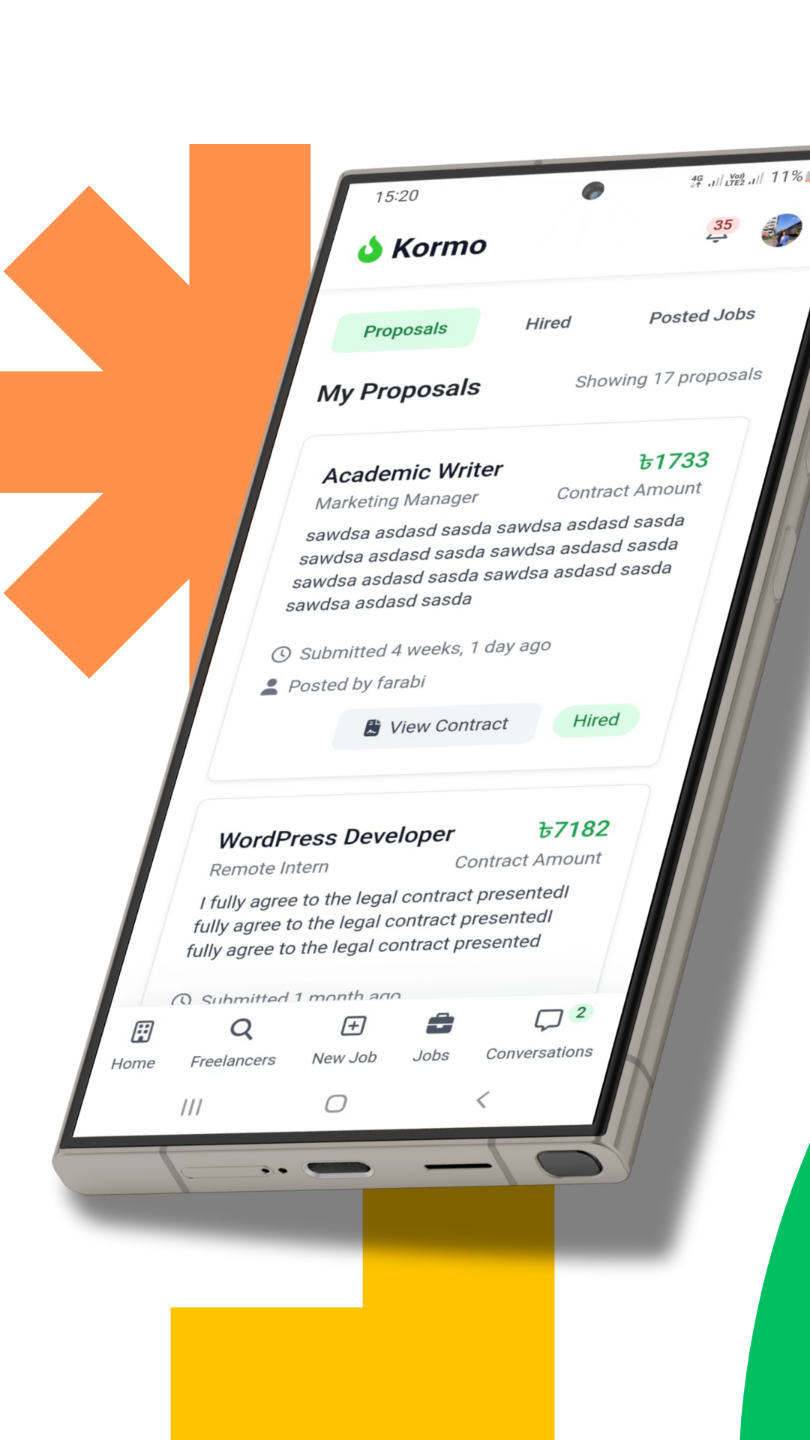 15:20
4G
Vo))
LTE2
11%
Kormo
35
Proposals
Hired
Posted Jobs
My Proposals
Showing 17 proposals
Academic Writer
৳1733
Marketing Manager
Contract Amount
sawdsa asdasd sasda sawdsa asdasd sasda
sawdsa asdasd sasda sawdsa asdasd sasda
sawdsa asdasd sasda sawdsa asdasd sasda
sawdsa asdasd sasda
Submitted 4 weeks, 1 day ago
Posted by farabi
View Contract
Hired
WordPress Developer
৳7182
Remote Intern
Contract Amount
I fully agree to the legal contract presentedI
fully agree to the legal contract presentedI
fully agree to the legal contract presented
Submitted 1 month ago
2
Home
Freelancers
New Job
Jobs
Conversations